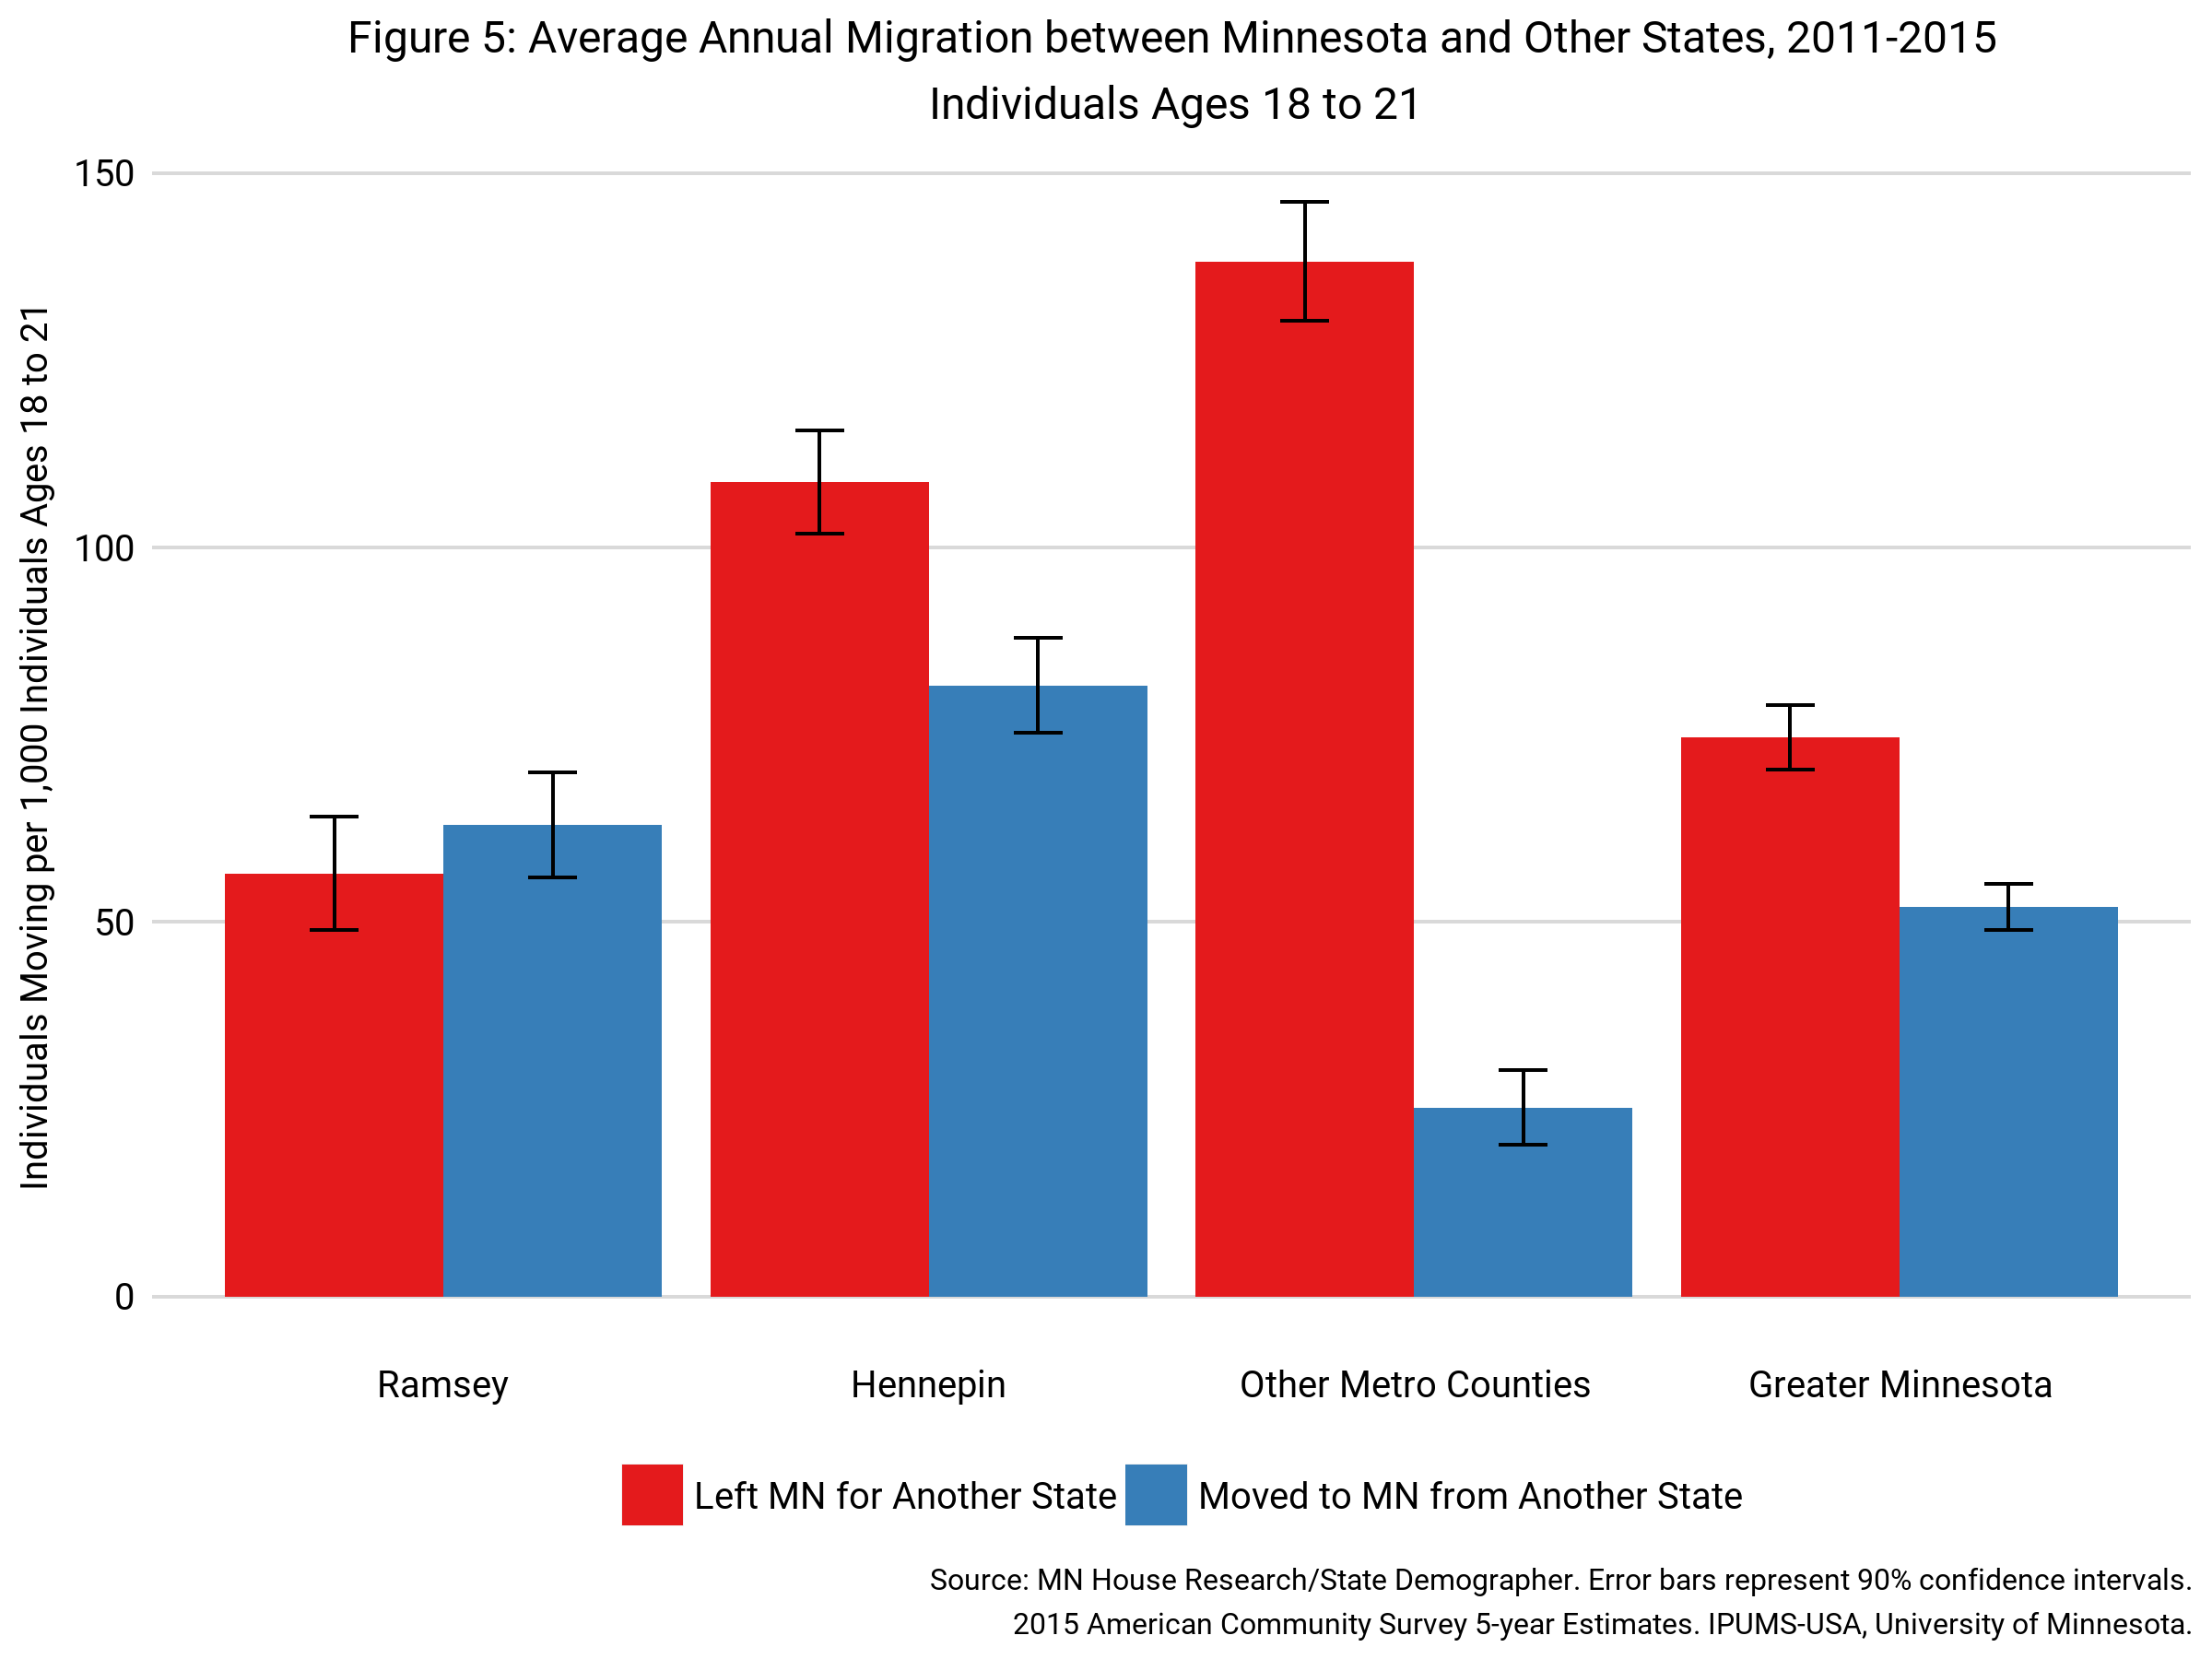 Figure 5: Average Annual Migration between Minnesota and Other States, 2011-2015
Individuals Ages 18 to 21
Individuals Moving per 1,000 Individuals Ages 18 to 21
150
100
50
0
Ramsey
Hennepin
Other Metro Counties
Greater Minnesota
Left MN for Another State
Moved to MN from Another State
Source: MN House Research/State Demographer. Error bars represent 90% confidence intervals.
2015 American Community Survey 5-year Estimates. IPUMS-USA, University of Minnesota.